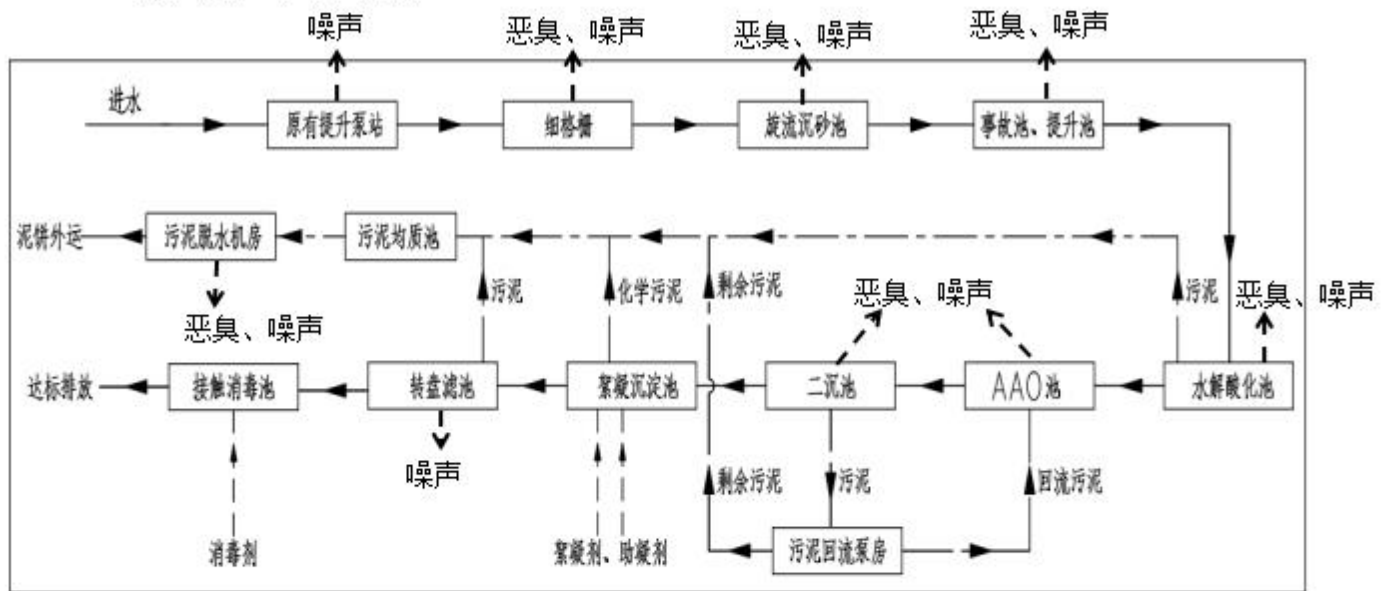 噪声
恶臭、噪声
恶臭、噪声
恶臭、噪声
进水
原有提升泵站
细格栅
旋流沉砂池
事故池、提升池
泥饼外运
污泥脱水机房
污泥均质池
污泥
化学污泥
剩余污泥
污泥
恶臭、噪声
恶臭、噪声
恶臭、噪声
达标排放
接触消毒池
转盘滤池
絮凝沉淀池
二沉池
AAO池
水解酸化池
噪声
剩余污泥
污泥
回流污泥
消毒剂
絮凝剂、助凝剂
污泥回流泵房